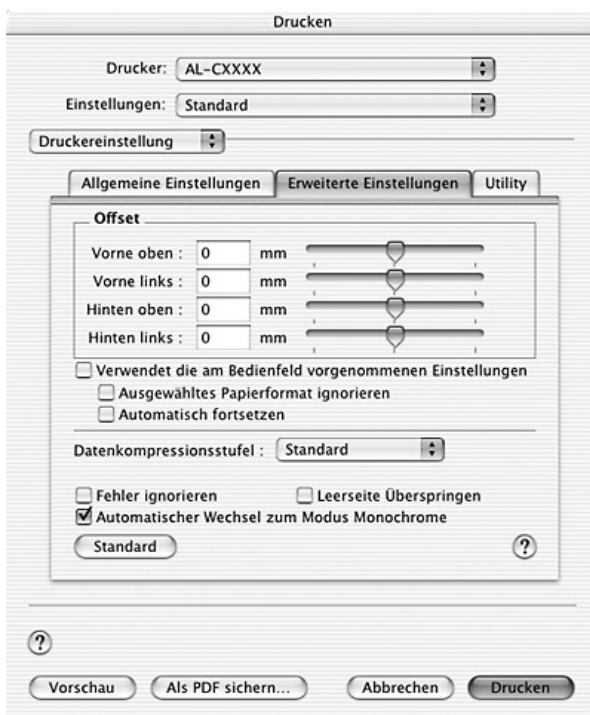 Drucken
Drucker: AL-CXXXX
Einstellungen: Standard
Druckereinstellung
Allgemeine Einstellungen Erweiterte Einstellungen Utility
Offset
Vorne oben : 0 mm
Vorne links : 0 mm
Hinten oben : 0 mm
Hinten links : 0 mm
Verwendet die am Bedienfeld vorgenommenen Einstellungen
Ausgewähltes Papierformat ignorieren
Automatisch fortsetzen
Datenkompressionsstufel : Standard
Fehler ignorieren Leerseite Überspringen
Automatischer Wechsel zum Modus Monochrome
Standard ?
?
Vorschau Als PDF sichern... Abbrechen Drucken